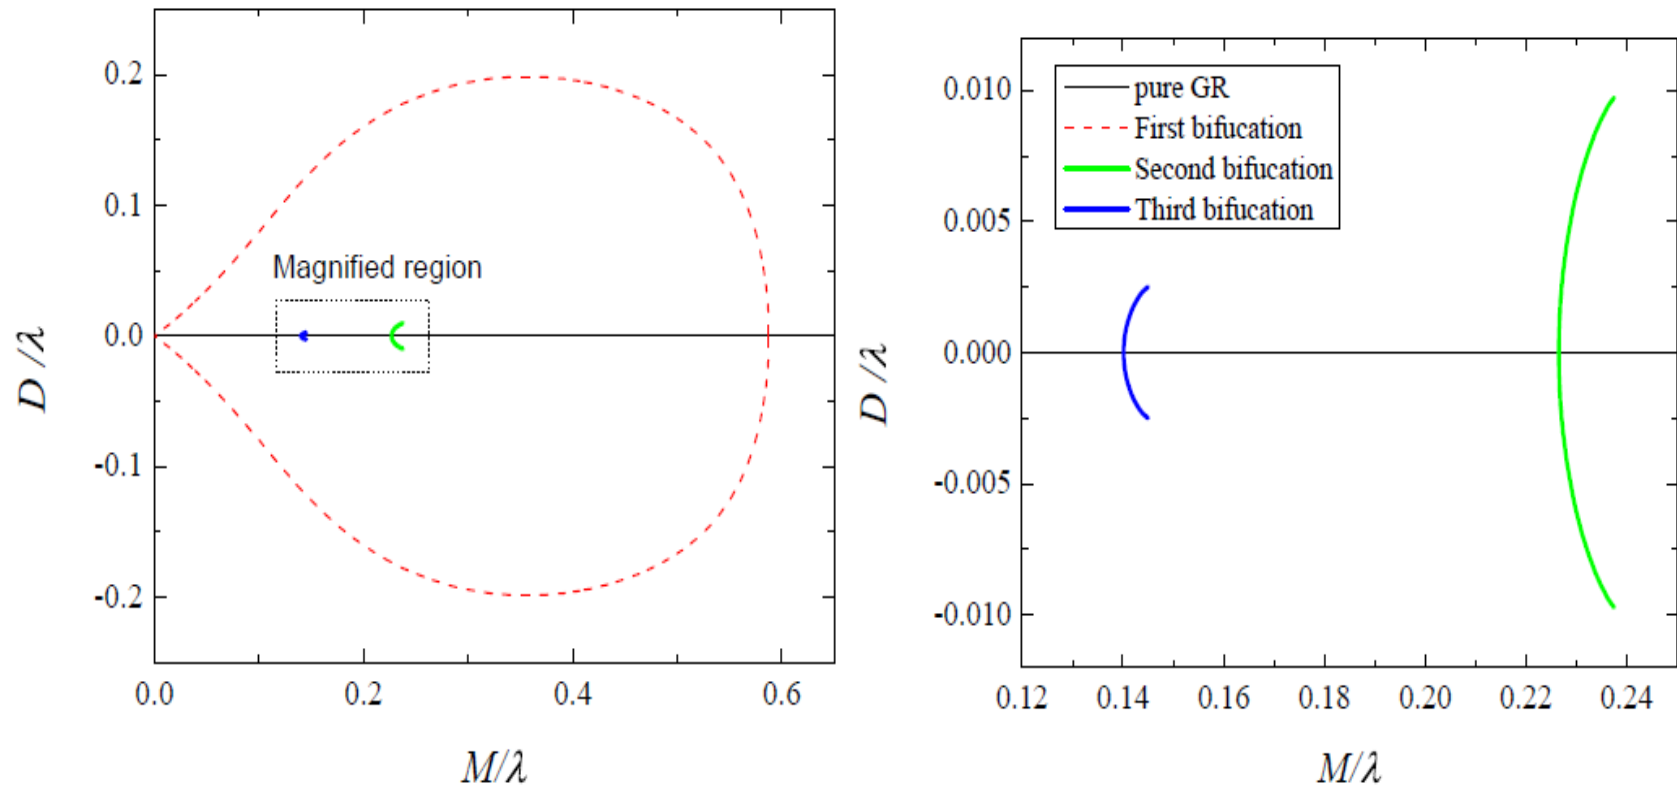 0.2
0.1
0.0
-0.1
-0.2
D /λ
Magnified region
0.0
0.2
0.4
0.6
M/λ
0.010
0.005
0.000
-0.005
-0.010
D /λ
pure GR
First bifucation
Second bifucation
Third bifucation
0.12
0.14
0.16
0.18
0.20
0.22
0.24
M/λ